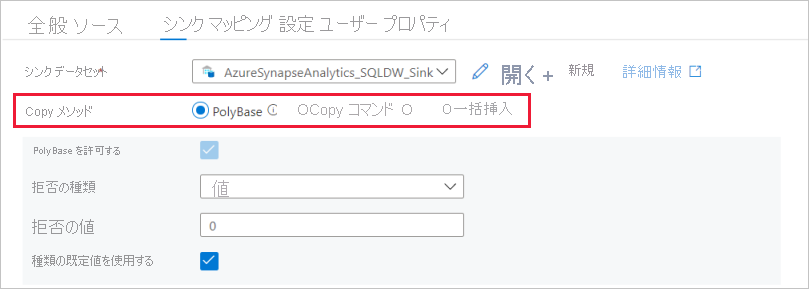 全般 ソース シンク マッピング 設定 ユーザー プロパティ
シンク データセット* AzureSynapseAnalytics_SQLDW_Sink 開く + 新規 詳細情報
Copy メソッド PolyBase OCopy コマンド O O一括挿入
PolyBase を許可する
拒否の種類 値
拒否の値 0
種類の既定値を使用する